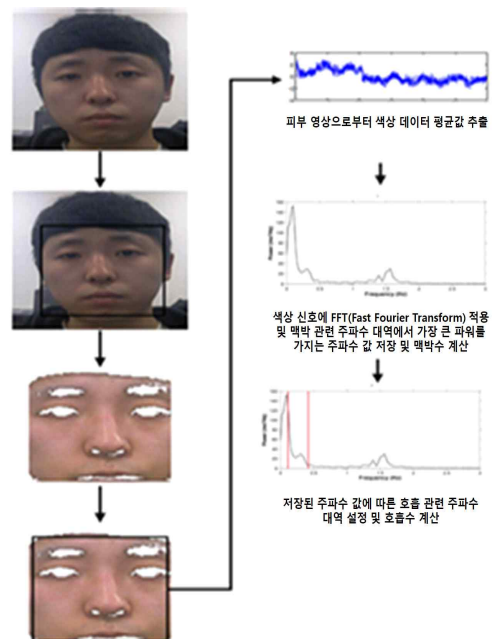 피부 영상으로부터 색상 데이터 평균값 추출
Frequency (Hz)
색상 신호에 FFT(Fast Fourier Transform) 적용
및 맥박 관련 주파수 대역에서 가장 큰 파워를
가지는 주파수 값 저장 및 맥박수 계산
Frequency (Hz)
저장된 주파수 값에 따른 호흡 관련 주파수
대역 설정 및 호흡수 계산